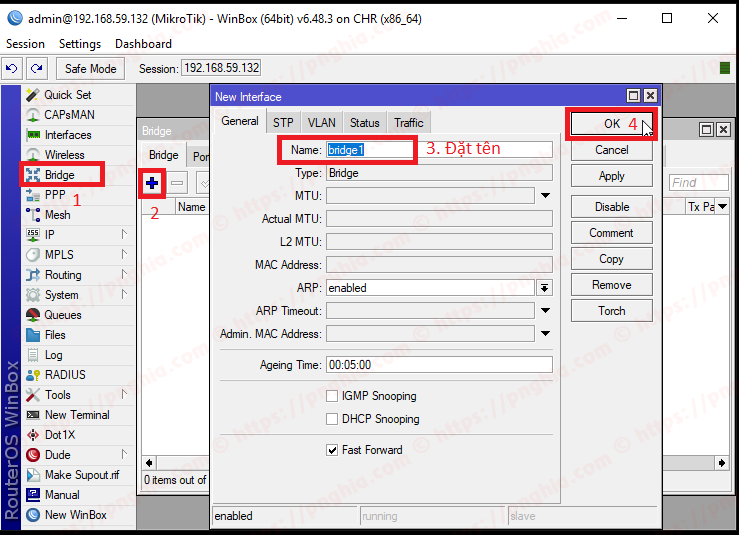 admin@192.168.59.132 (MikroTik) - WinBox (64bit) v6.48.3 on CHR (x86_64)
Session Settings Dashboard
Safe Mode Session: 192.168.59.132
RouterOS WinBox
Quick Set
CAPsMAN
Interfaces
Wireless
Bridge
1
PPP
Mesh
IP
MPLS
Routing
System
Queues
Files
Log
RADIUS
Tools
New Terminal
Dot1X
Dude
Make Supout.rif
Manual
New WinBox
Bridge
Bridge Por
2
Name
Find
Tx Pa
0 items out of
New Interface
General STP VLAN Status Traffic
Name: bridge1
3. Đặt tên
Type: Bridge
MTU:
Actual MTU:
L2 MTU:
MAC Address:
ARP: enabled
ARP Timeout:
Admin. MAC Address:
Ageing Time: 00:05:00
IGMP Snooping
DHCP Snooping
Fast Forward
OK 4
Cancel
Apply
Disable
Comment
Copy
Remove
Torch
enabled running slave
© https://pnghia.com